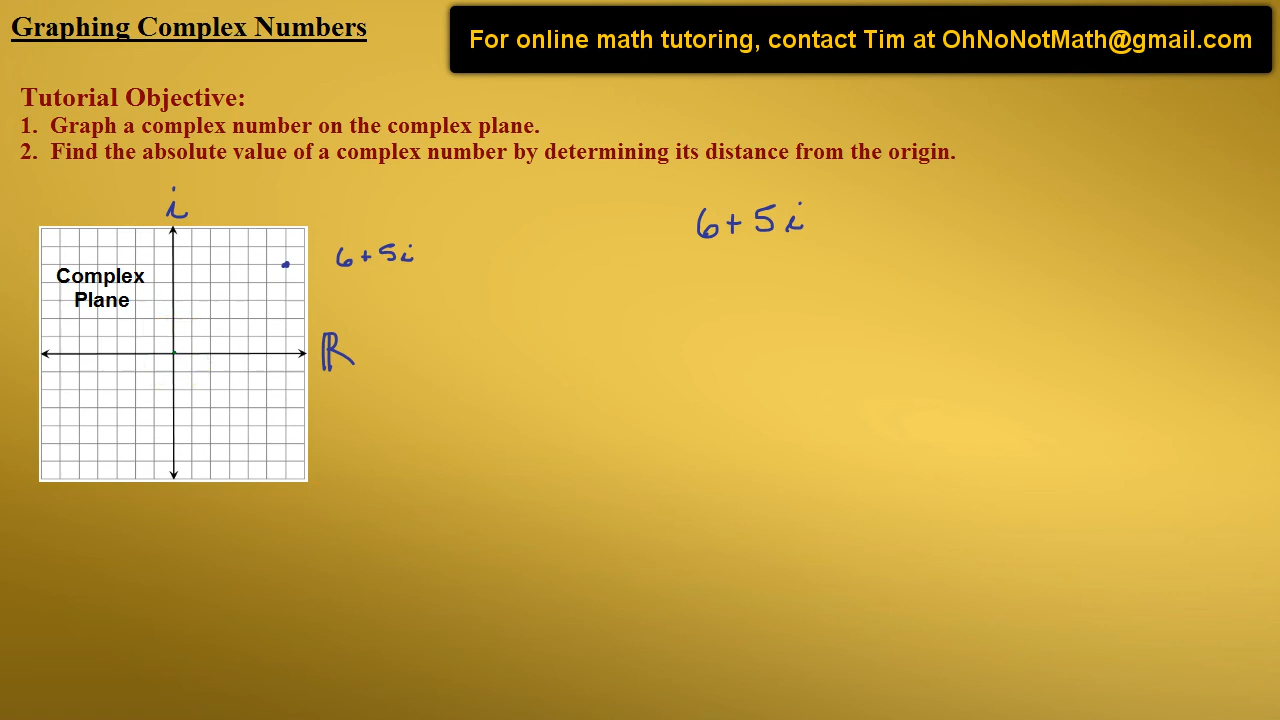 Graphing Complex Numbers
For online math tutoring, contact Tim at OhNoNotMath@gmail.com
Tutorial Objective:
1. Graph a complex number on the complex plane.
2. Find the absolute value of a complex number by determining its distance from the origin.
i
6+5i
6+5i
Complex
Plane
ℝ